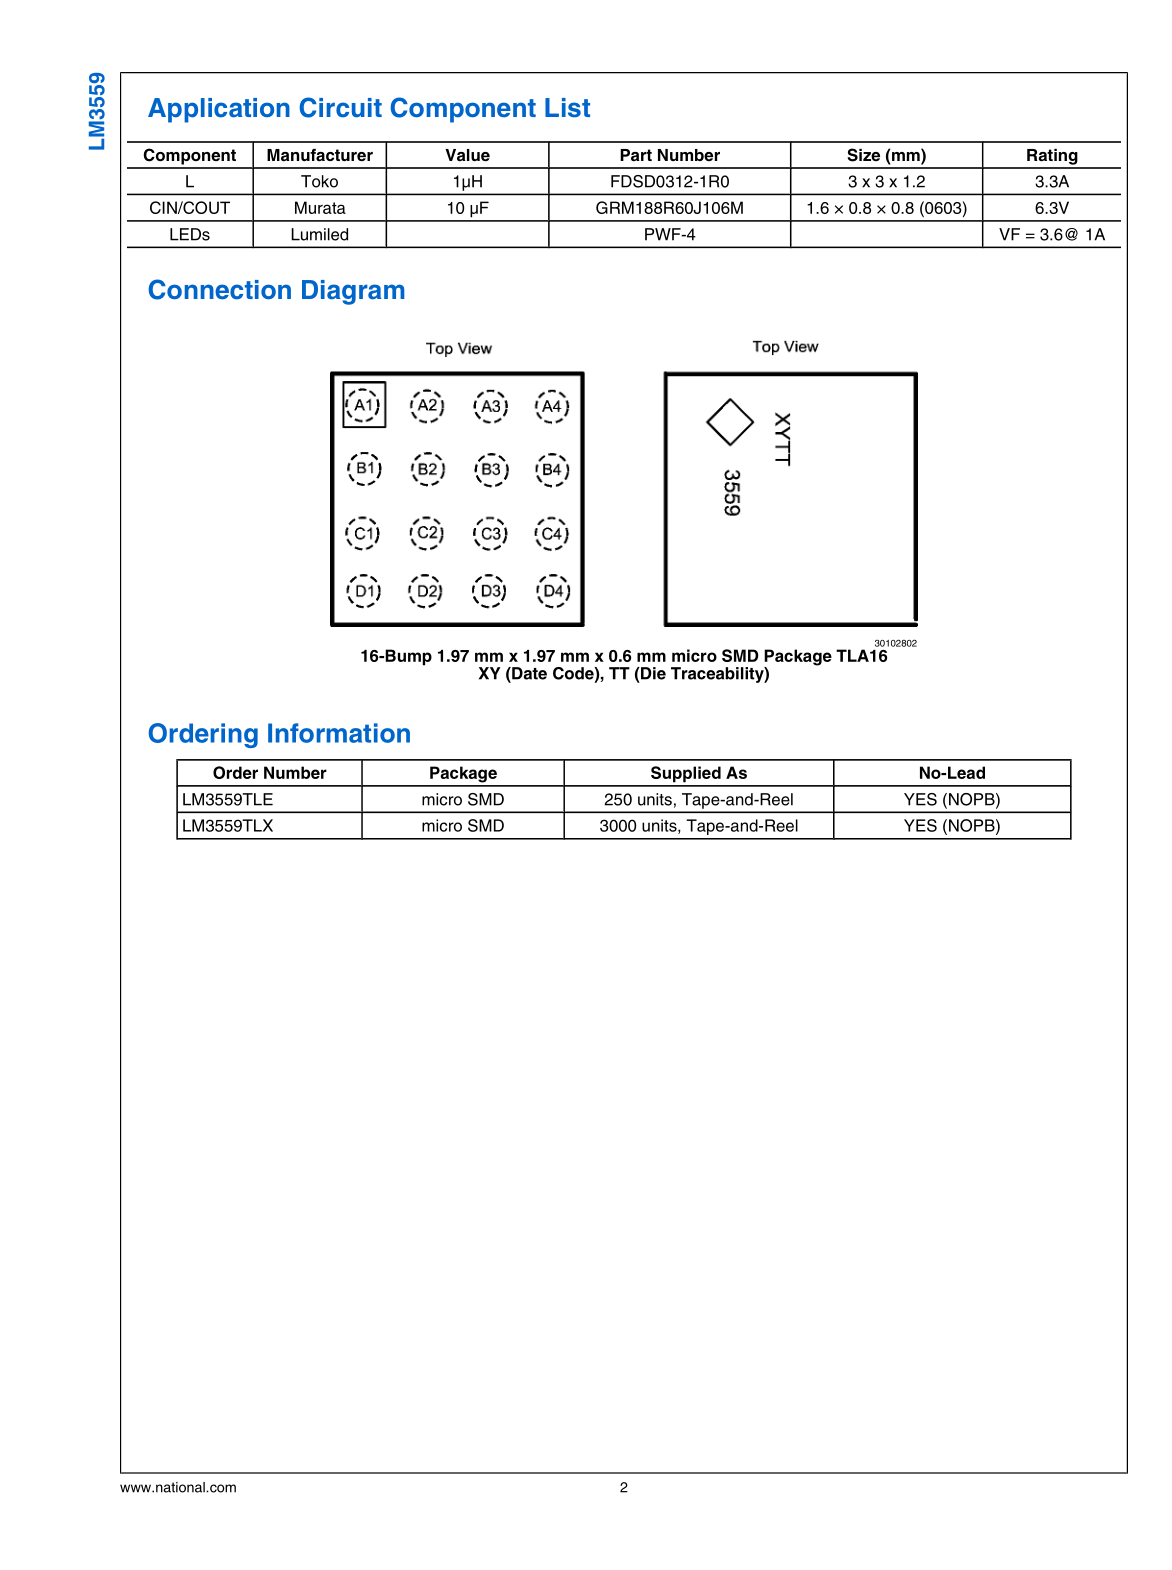 LM3559
Application Circuit Component List
Component Manufacturer Value Part Number Size (mm) Rating
L Toko 1µH FDSD0312-1R0 3 x 3 x 1.2 3.3A
CIN/COUT Murata 10 µF GRM188R60J106M 1.6 × 0.8 × 0.8 (0603) 6.3V
LEDs Lumiled PWF-4 VF = 3.6@ 1A
Connection Diagram
Top View Top View
A1 A2 A3 A4
B1 B2 B3 B4
C1 C2 C3 C4
D1 D2 D3 D4
XYTT
3559
30102802
16-Bump 1.97 mm x 1.97 mm x 0.6 mm micro SMD Package TLA16
XY (Date Code), TT (Die Traceability)
Ordering Information
Order Number Package Supplied As No-Lead
LM3559TLE micro SMD 250 units, Tape-and-Reel YES (NOPB)
LM3559TLX micro SMD 3000 units, Tape-and-Reel YES (NOPB)
www.national.com 2